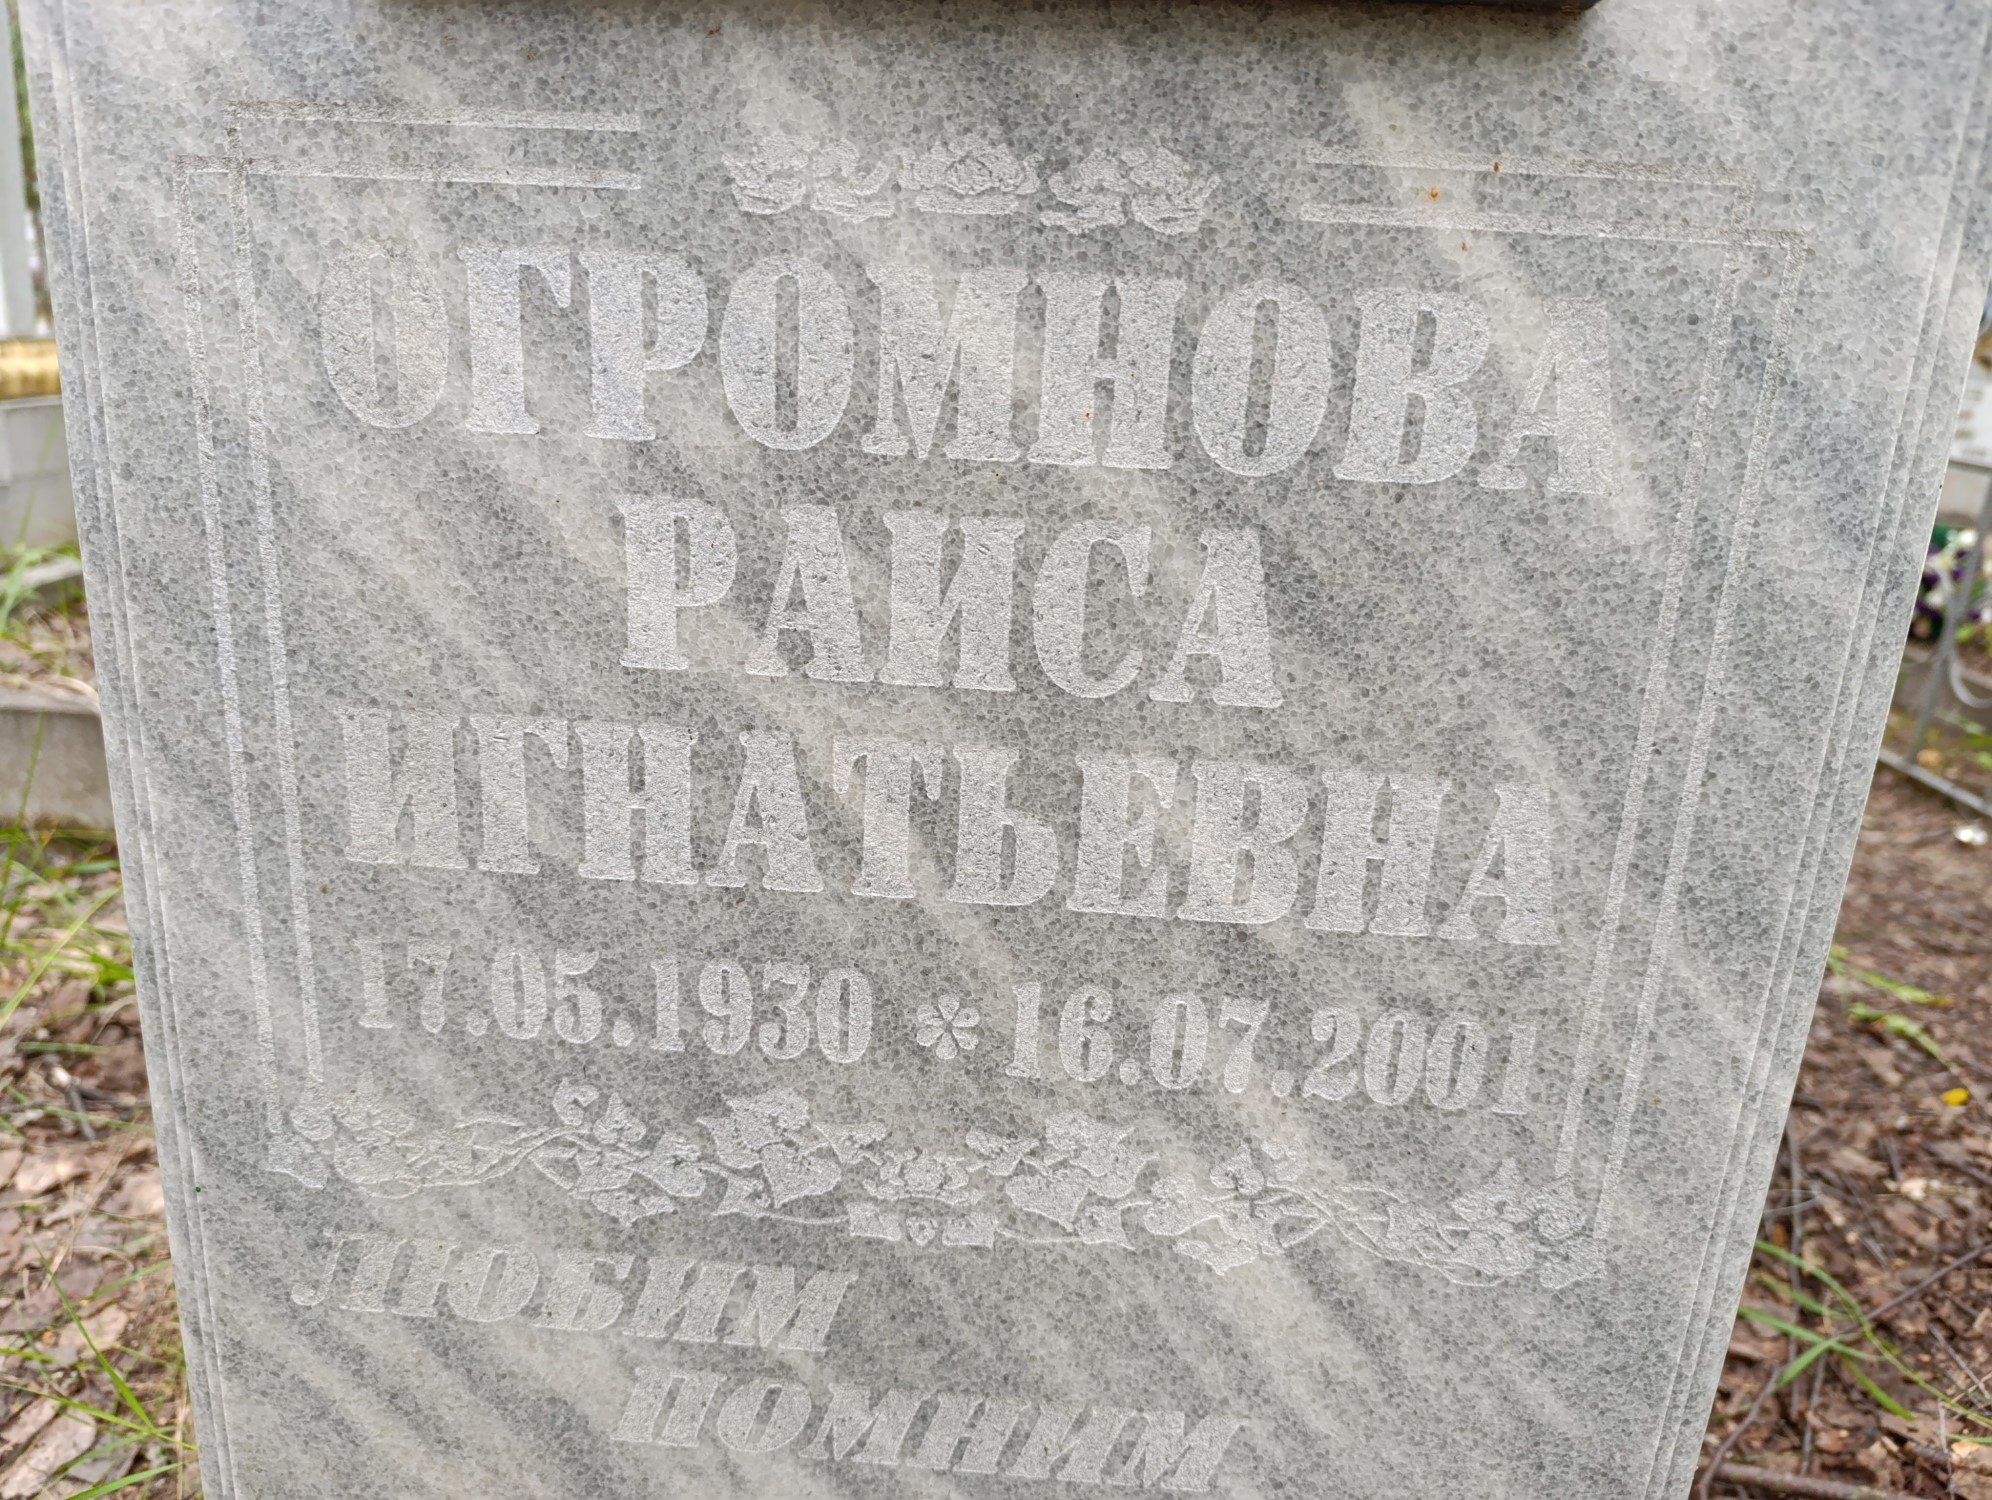 ОГРОМНОВА
РАИСА
ИГНАТЬЕВНА
17.05.1930 * 16.07.2001
ЛЮБИМ
ПОМНИМ